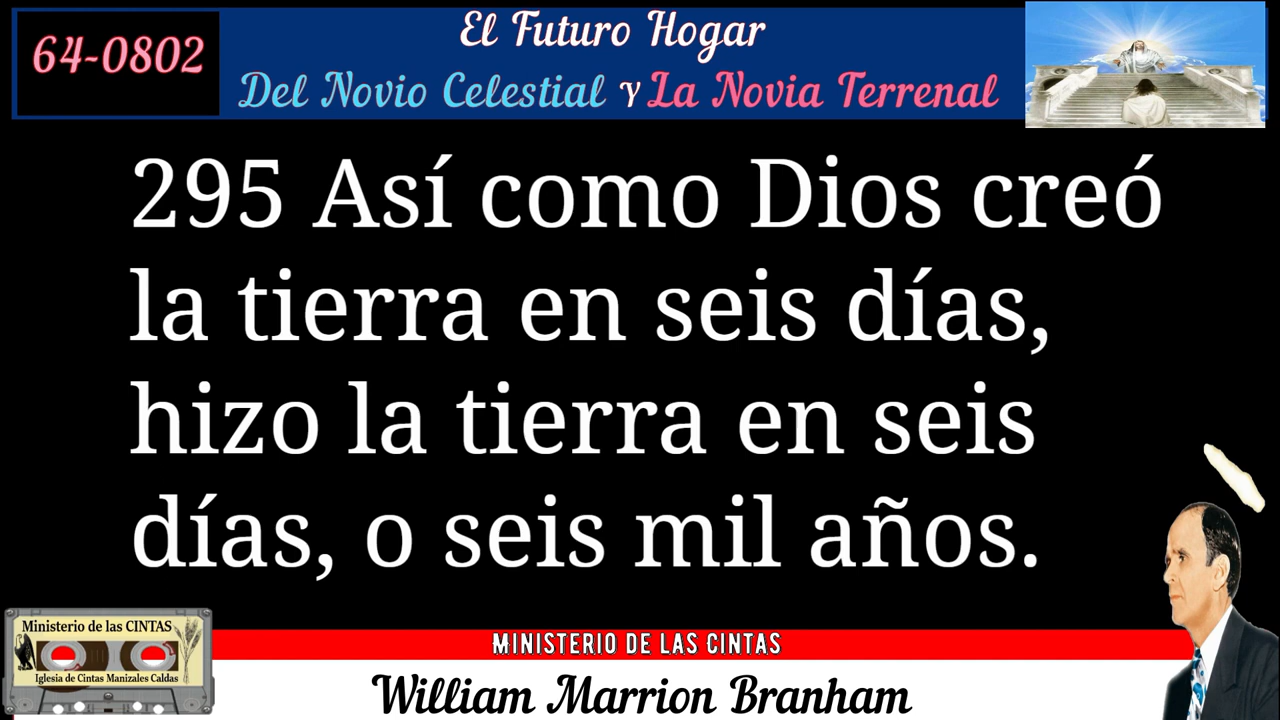 64-0802
El Futuro Hogar
Del Novio Celestial Y La Novia Terrenal
295 Así como Dios creó
la tierra en seis días,
hizo la tierra en seis
días, o seis mil años.
Ministerio de las CINTAS
Iglesia de Cintas Manizales Caldas
MINISTERIO DE LAS CINTAS
William Marrion Branham